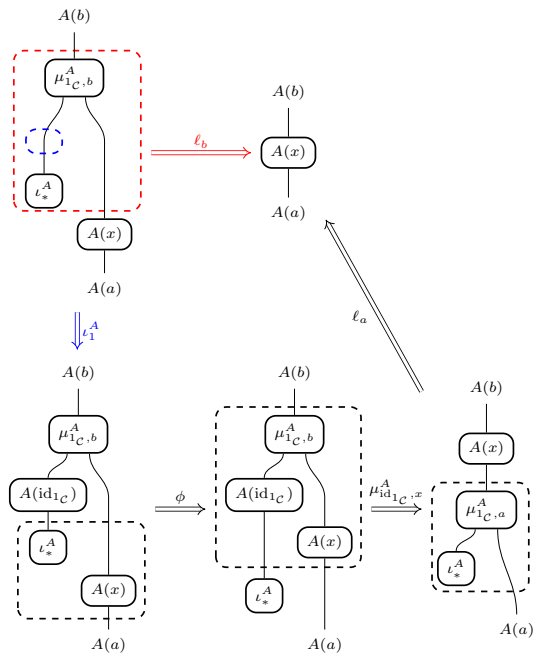 A(b)
μ^A_{1_𝒞,b}
ι^A_*
A(x)
A(a)
ℓ_b
A(b)
A(x)
A(a)
ι^A_1
ℓ_a
A(b)
μ^A_{1_𝒞,b}
A(id_{1_𝒞})
ι^A_*
A(x)
A(a)
ϕ
A(b)
μ^A_{1_𝒞,b}
A(id_{1_𝒞})
A(x)
ι^A_*
A(a)
μ^A_{id_{1_𝒞},x}
A(b)
A(x)
μ^A_{1_𝒞,a}
ι^A_*
A(a)